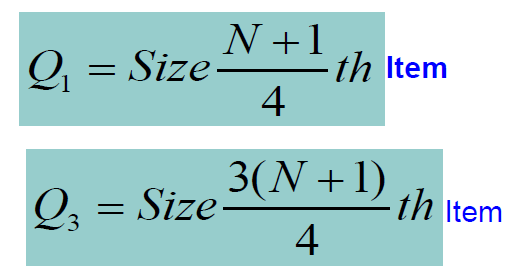 Q₁ = Size (N + 1)/4 th Item
Q₃ = Size 3(N + 1)/4 th Item